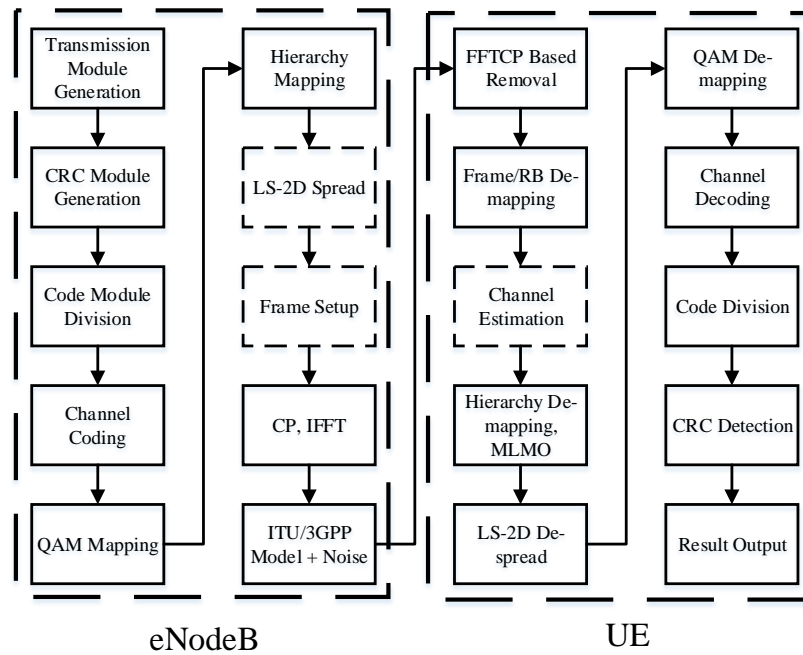 Transmission
Module
Generation
CRC Module
Generation
Code Module
Division
Channel
Coding
QAM Mapping
Hierarchy
Mapping
LS-2D Spread
Frame Setup
CP, IFFT
ITU/3GPP
Model + Noise
eNodeB
FFTCP Based
Removal
Frame/RB De-
mapping
Channel
Estimation
Hierarchy De-
mapping,
MLMO
LS-2D De-
spread
QAM De-
mapping
Channel
Decoding
Code Division
CRC Detection
Result Output
UE